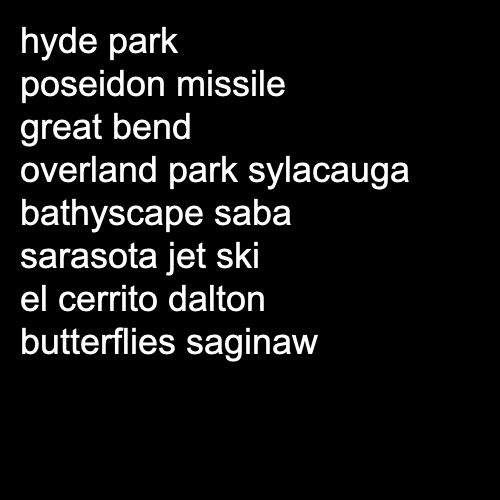 hyde park
poseidon missile
great bend
overland park sylacauga
bathyscape saba
sarasota jet ski
el cerrito dalton
butterflies saginaw